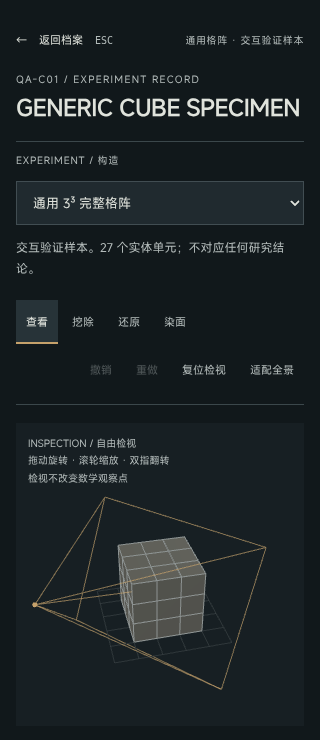 ← 返回档案 ESC 通用格阵 · 交互验证样本
QA-C01 / EXPERIMENT RECORD
GENERIC CUBE SPECIMEN
EXPERIMENT / 构造
通用 3³ 完整格阵
交互验证样本。27 个实体单元；不对应任何研究结
论。
查看 挖除 还原 染面
撤销 重做 复位检视 适配全景
INSPECTION / 自由检视
拖动旋转 · 滚轮缩放 · 双指翻转
检视不改变数学观察点